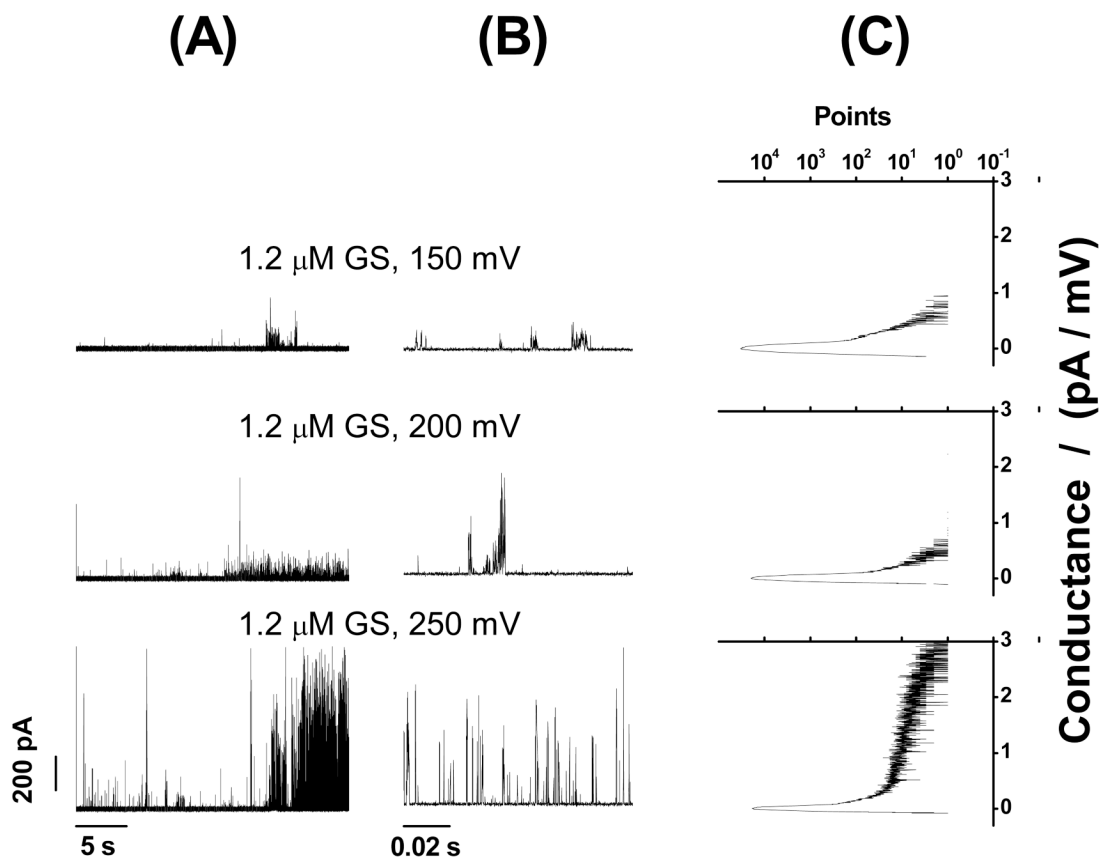 (A) (B) (C)
Points
10⁴ 10³ 10² 10¹ 10⁰ 10⁻¹
3
2
1
0
1.2 μM GS, 150 mV
3
2
1
0
1.2 μM GS, 200 mV
3
2
1
0
1.2 μM GS, 250 mV
Conductance / (pA / mV)
200 pA
5 s
0.02 s